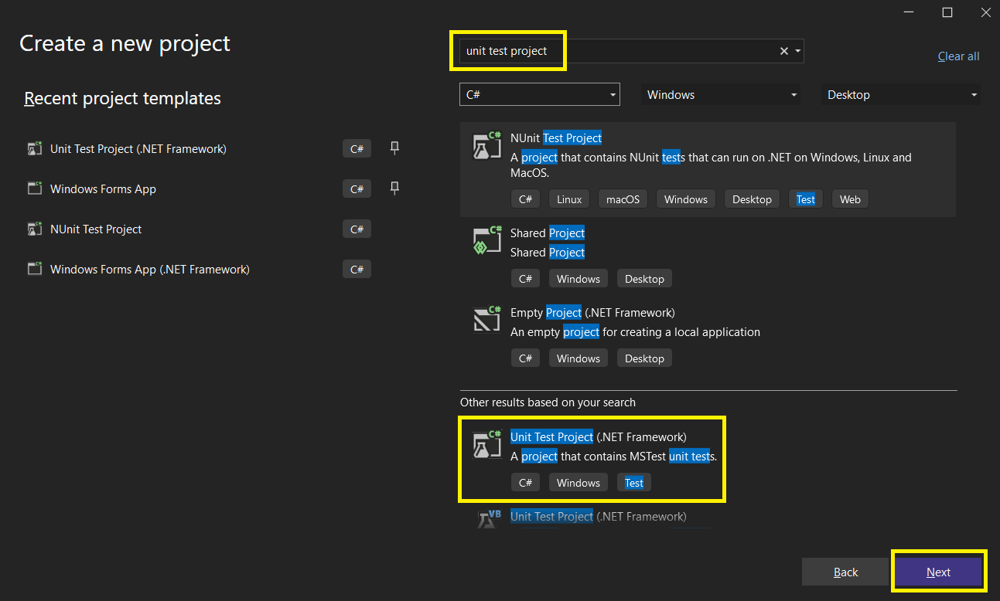 Create a new project
Recent project templates
Unit Test Project (.NET Framework)
C#
Windows Forms App
C#
NUnit Test Project
C#
Windows Forms App (.NET Framework)
C#
unit test project
Clear all
C#
Windows
Desktop
C#
NUnit Test Project
A project that contains NUnit tests that can run on .NET on Windows, Linux and
MacOS.
C# Linux macOS Windows Desktop Test Web
C#
Shared Project
Shared Project
C# Windows Desktop
C#
Empty Project (.NET Framework)
An empty project for creating a local application
C# Windows Desktop
Other results based on your search
C#
Unit Test Project (.NET Framework)
A project that contains MSTest unit tests.
C# Windows Test
VB
Unit Test Project (.NET Framework)
Back
Next